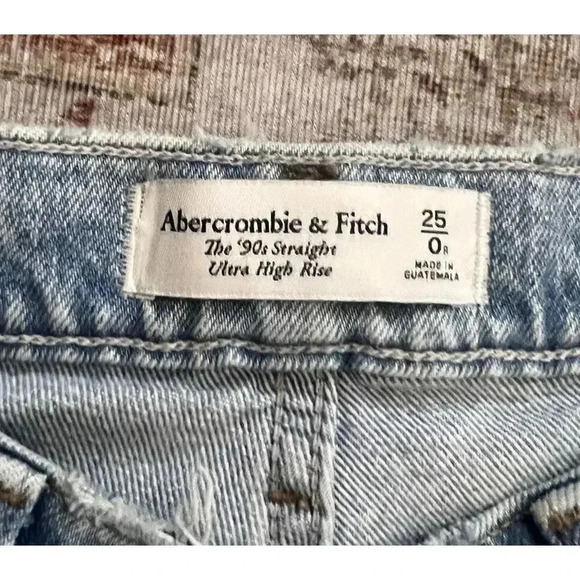 Abercrombie & Fitch
The '90s Straight
Ultra High Rise
25
0R
MADE IN
GUATEMALA